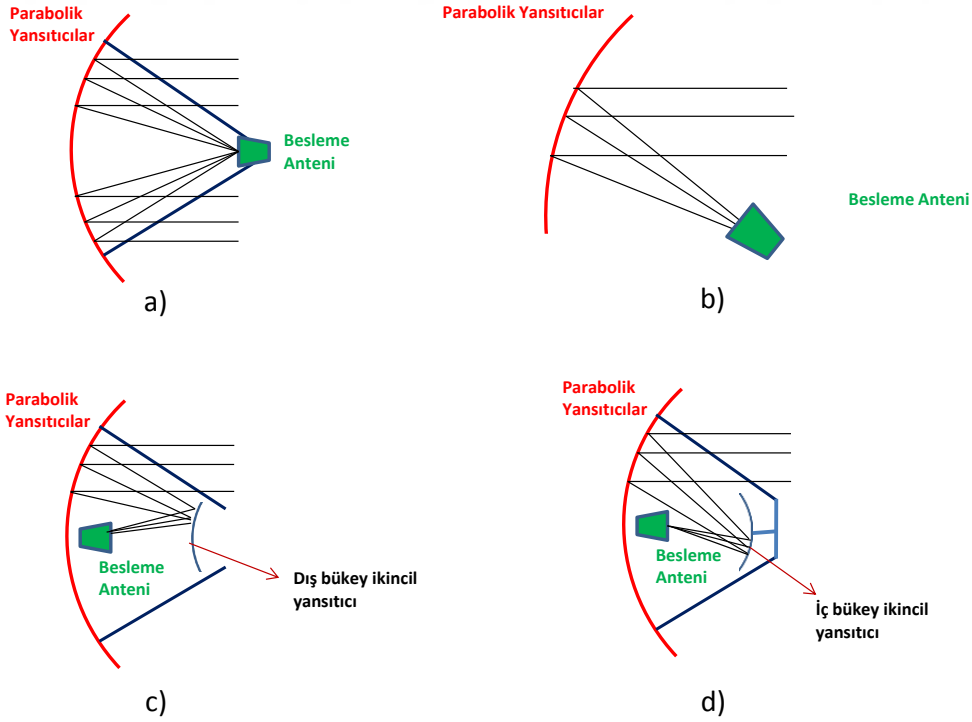 Parabolik
Yansıtıcılar
Besleme
Anteni
a)
Parabolik Yansıtıcılar
Besleme Anteni
b)
Parabolik
Yansıtıcılar
Besleme
Anteni
Dış bükey ikincil
yansıtıcı
c)
Parabolik
Yansıtıcılar
Besleme
Anteni
İç bükey ikincil
yansıtıcı
d)